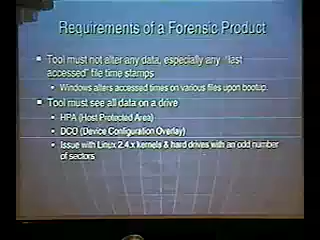 Requirements of a Forensic Product
Tool must not alter any data, especially any "last
accessed" file time stamps
Windows alters accessed times on various files upon bootup.
Tool must see all data on a drive
HPA (Host Protected Area)
DCO (Device Configuration Overlay)
Issue with Linux 2.4.x kernels & hard drives with an odd number
of sectors